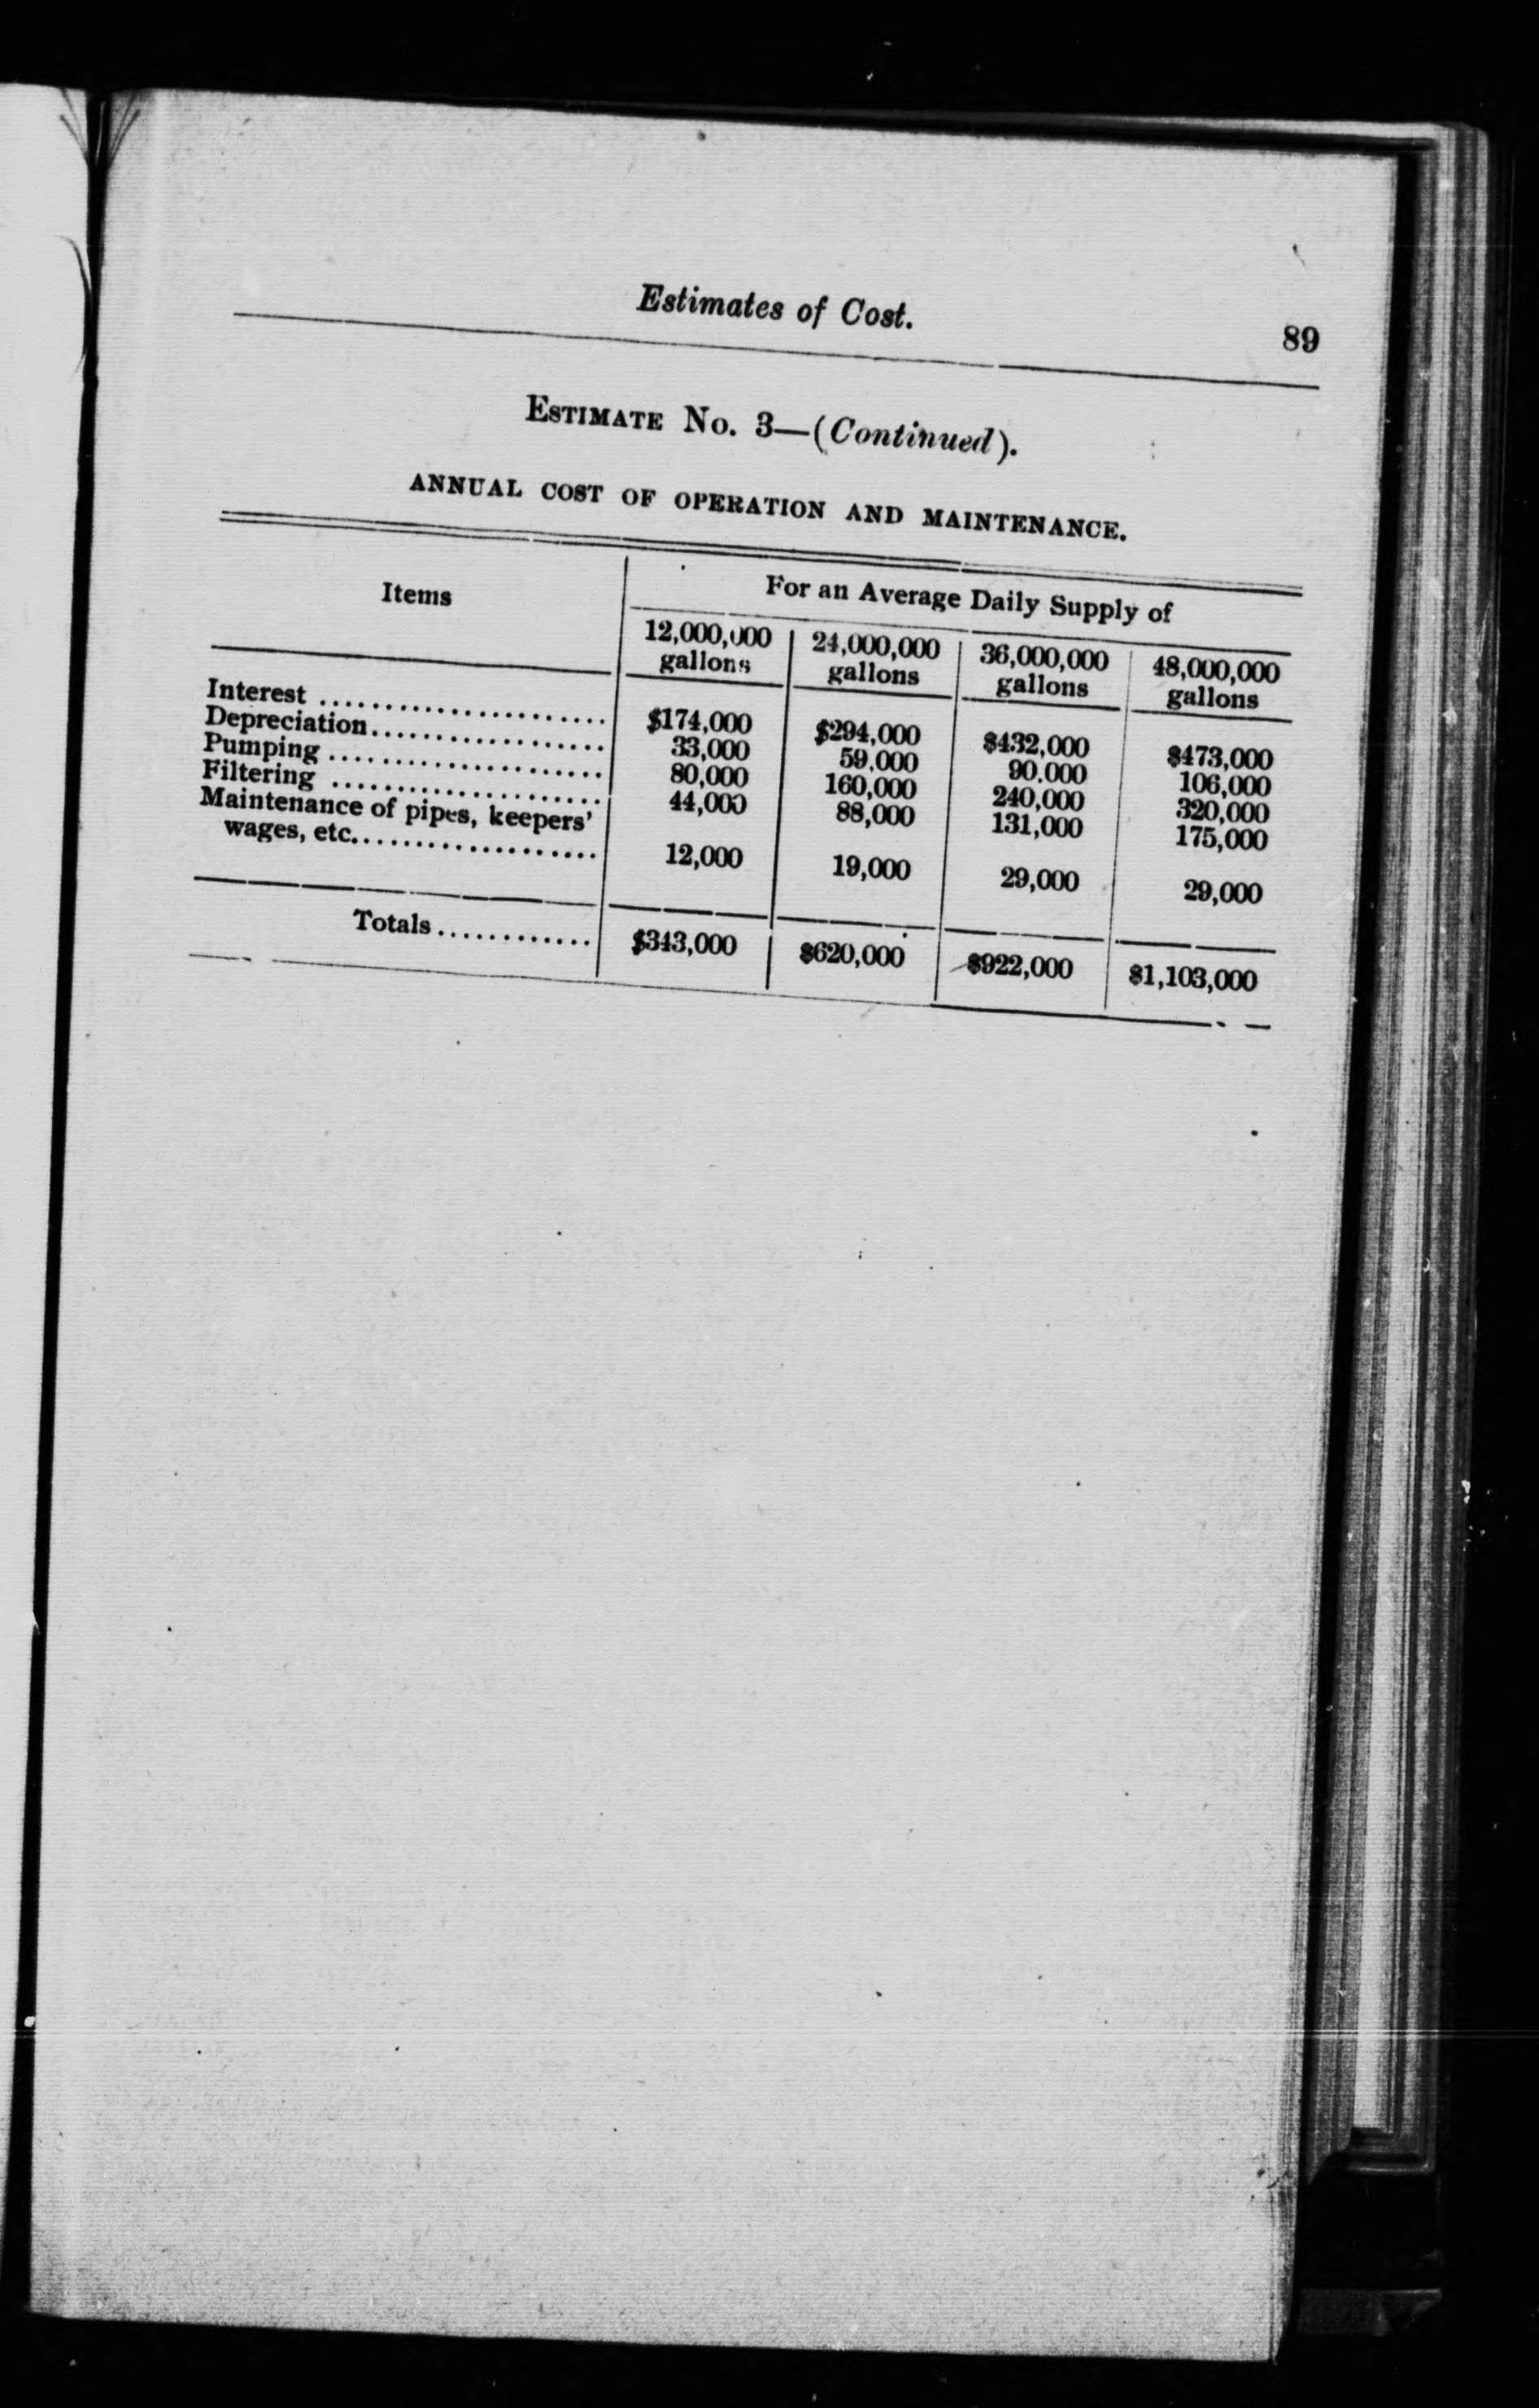 Estimates of Cost.
89
ESTIMATE No. 3—(Continued).
ANNUAL COST OF OPERATION AND MAINTENANCE.
Items
For an Average Daily Supply of
12,000,000 gallons
24,000,000 gallons
36,000,000 gallons
48,000,000 gallons
Interest ...................... $174,000 $294,000 $432,000 $473,000
Depreciation.................. 33,000 59,000 90.000 106,000
Pumping ..................... 80,000 160,000 240,000 320,000
Filtering ..................... 44,000 88,000 131,000 175,000
Maintenance of pipes, keepers'
wages, etc................... 12,000 19,000 29,000 29,000
Totals............ $343,000 $620,000 $922,000 $1,103,000